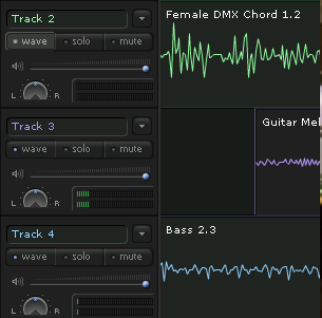 Track 2
Female DMX Chord 1.2
wave solo mute
L R
Track 3
Guitar Mel
wave solo mute
L R
Track 4
Bass 2.3
wave solo mute
L R